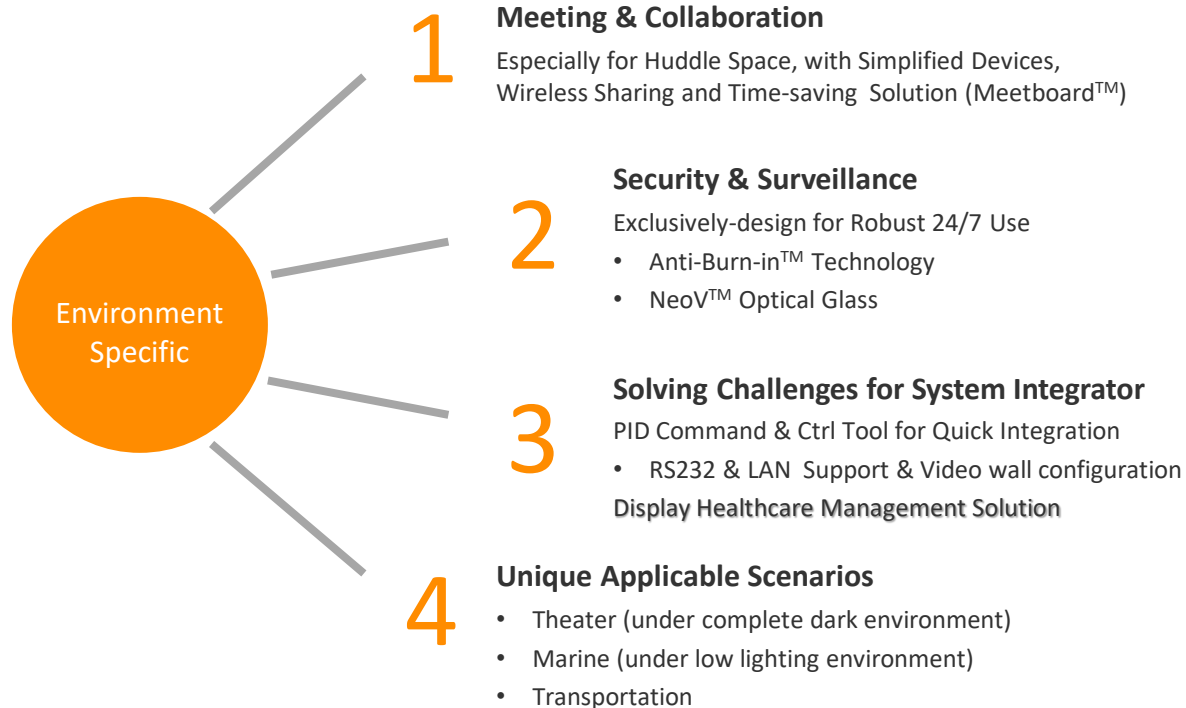 Environment
Specific
1
Meeting & Collaboration
Especially for Huddle Space, with Simplified Devices,
Wireless Sharing and Time-saving Solution (Meetboard™)
2
Security & Surveillance
Exclusively-design for Robust 24/7 Use
• Anti-Burn-in™ Technology
• NeoV™ Optical Glass
3
Solving Challenges for System Integrator
PID Command & Ctrl Tool for Quick Integration
• RS232 & LAN Support & Video wall configuration
Display Healthcare Management Solution
4
Unique Applicable Scenarios
• Theater (under complete dark environment)
• Marine (under low lighting environment)
• Transportation